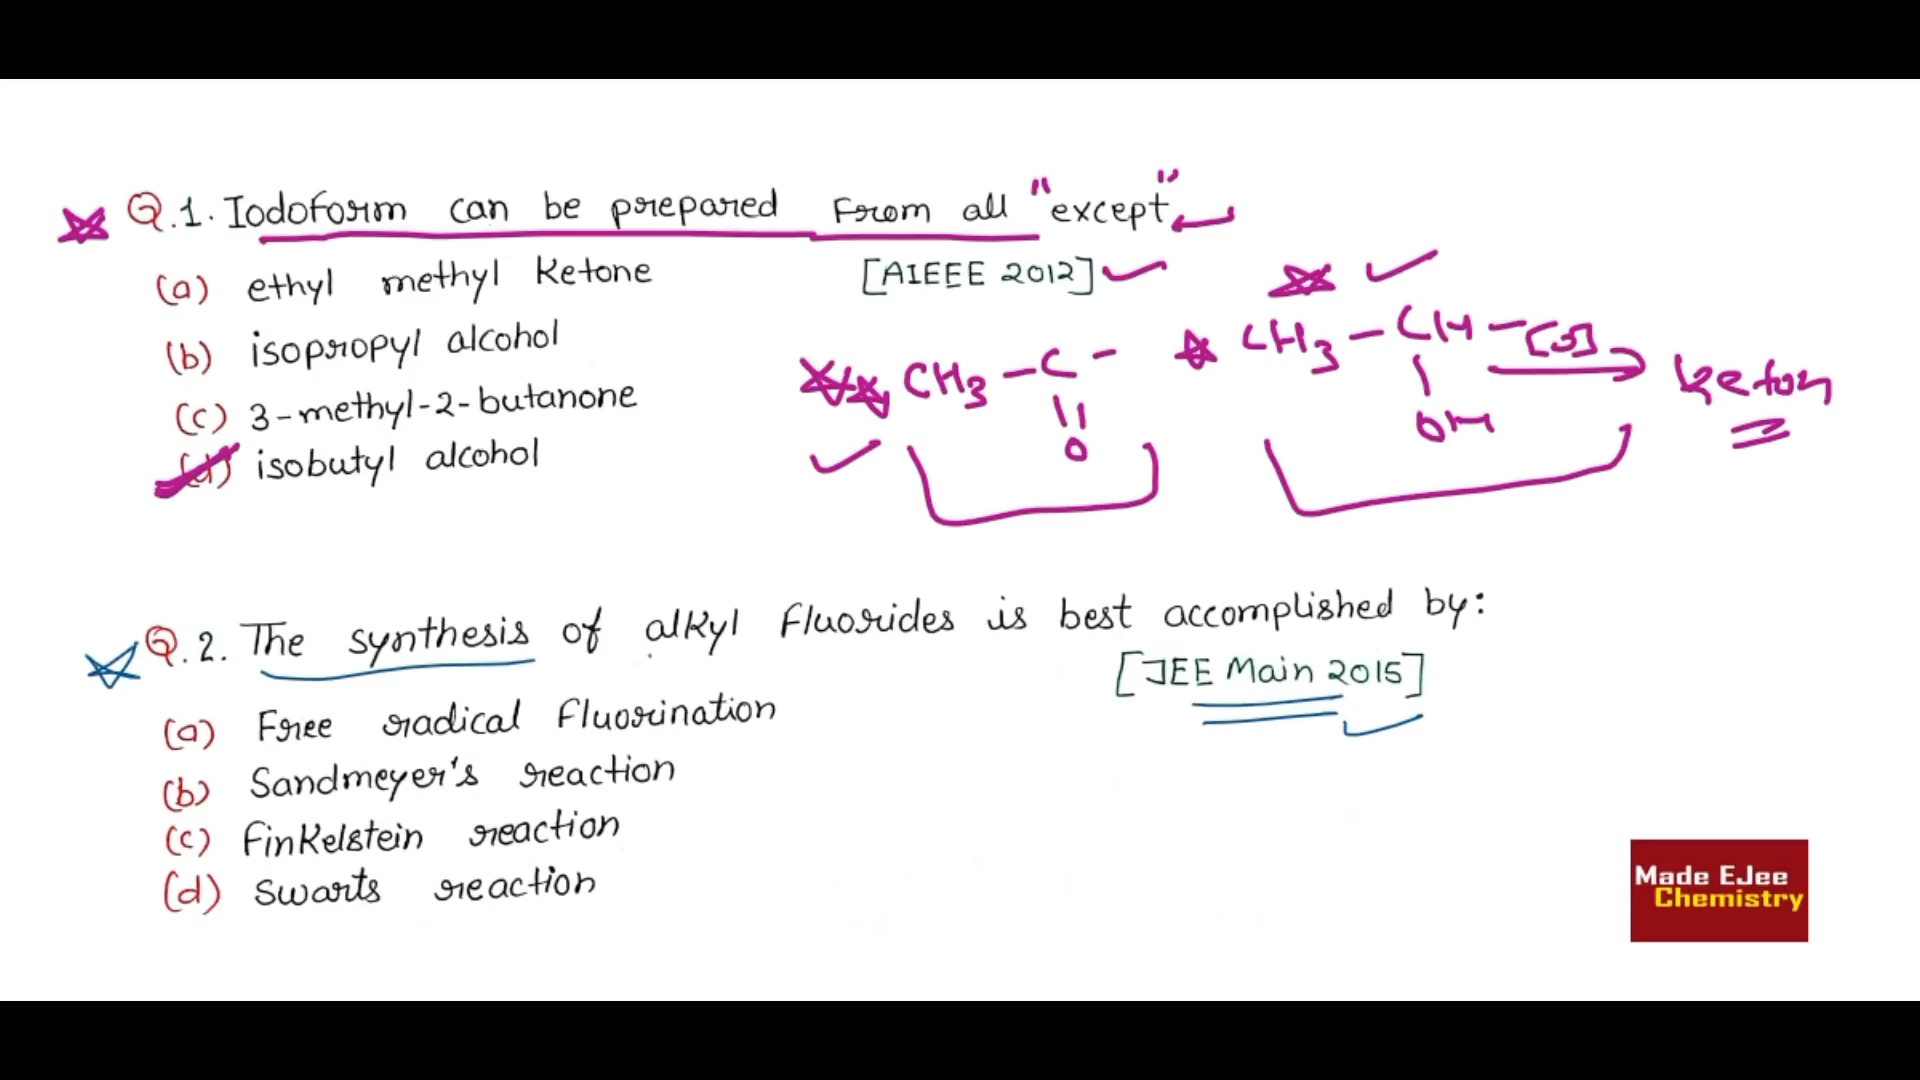 Q.1. Iodoform can be prepared from all "except"
(a) ethyl methyl ketone [AIEEE 2012]
(b) isopropyl alcohol
(c) 3-methyl-2-butanone
(d) isobutyl alcohol
CH3 - C -
||
O
CH3 - CH - [O] → keton
|
OH
Q.2. The synthesis of alkyl fluorides is best accomplished by:
[JEE Main 2015]
(a) Free radical fluorination
(b) Sandmeyer's reaction
(c) Finkelstein reaction
(d) Swarts reaction
Made EJee
Chemistry